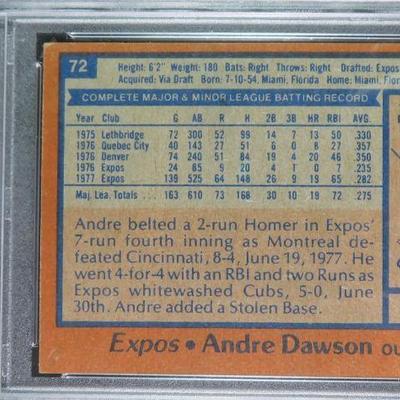 72
Height: 6'2" Weight: 180 Bats: Right Throws: Right Drafted: Expos
Acquired: Via Draft Born: 7-10-54, Miami, Florida Home: Miami,
COMPLETE MAJOR & MINOR LEAGUE BATTING RECORD
Year Club G AB R H 2B 3B HR RBI AVG.
1975 Lethbridge 72 300 52 99 14 7 13 50 .330
1976 Quebec City 40 143 27 51 6 0 8 27 .357
1976 Denver 74 240 51 84 19 4 20 46 .350
1976 Expos 24 85 9 20 4 1 0 7 .235
1977 Expos 139 525 64 148 26 9 19 65 .282
Maj. Lea. Totals 163 610 73 168 30 10 19 72 .275
Andre belted a 2-run Homer in Expos'
7-run fourth inning as Montreal de-
feated Cincinnati, 8-4, June 19, 1977. He
went 4-for-4 with an RBI and two Runs as
Expos whitewashed Cubs, 5-0, June
30th. Andre added a Stolen Base.
Expos • Andre Dawson